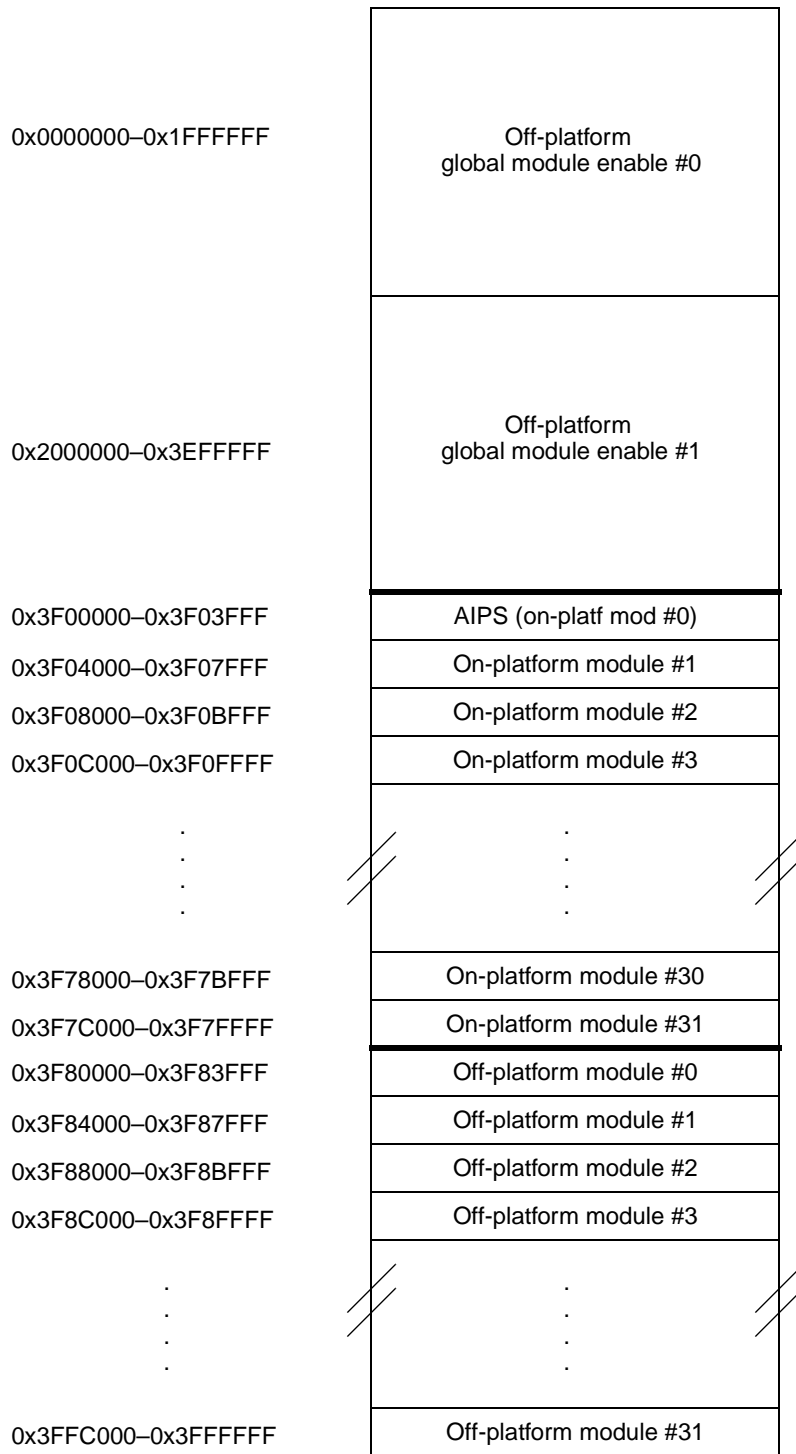 0x0000000–0x1FFFFFF
Off-platform
global module enable #0
0x2000000–0x3EFFFFF
Off-platform
global module enable #1
0x3F00000–0x3F03FFF
AIPS (on-platf mod #0)
0x3F04000–0x3F07FFF
On-platform module #1
0x3F08000–0x3F0BFFF
On-platform module #2
0x3F0C000–0x3F0FFFF
On-platform module #3
. .
. .
. .
. .
0x3F78000–0x3F7BFFF
On-platform module #30
0x3F7C000–0x3F7FFFF
On-platform module #31
0x3F80000–0x3F83FFF
Off-platform module #0
0x3F84000–0x3F87FFF
Off-platform module #1
0x3F88000–0x3F8BFFF
Off-platform module #2
0x3F8C000–0x3F8FFFF
Off-platform module #3
. .
. .
. .
. .
0x3FFC000–0x3FFFFFF
Off-platform module #31